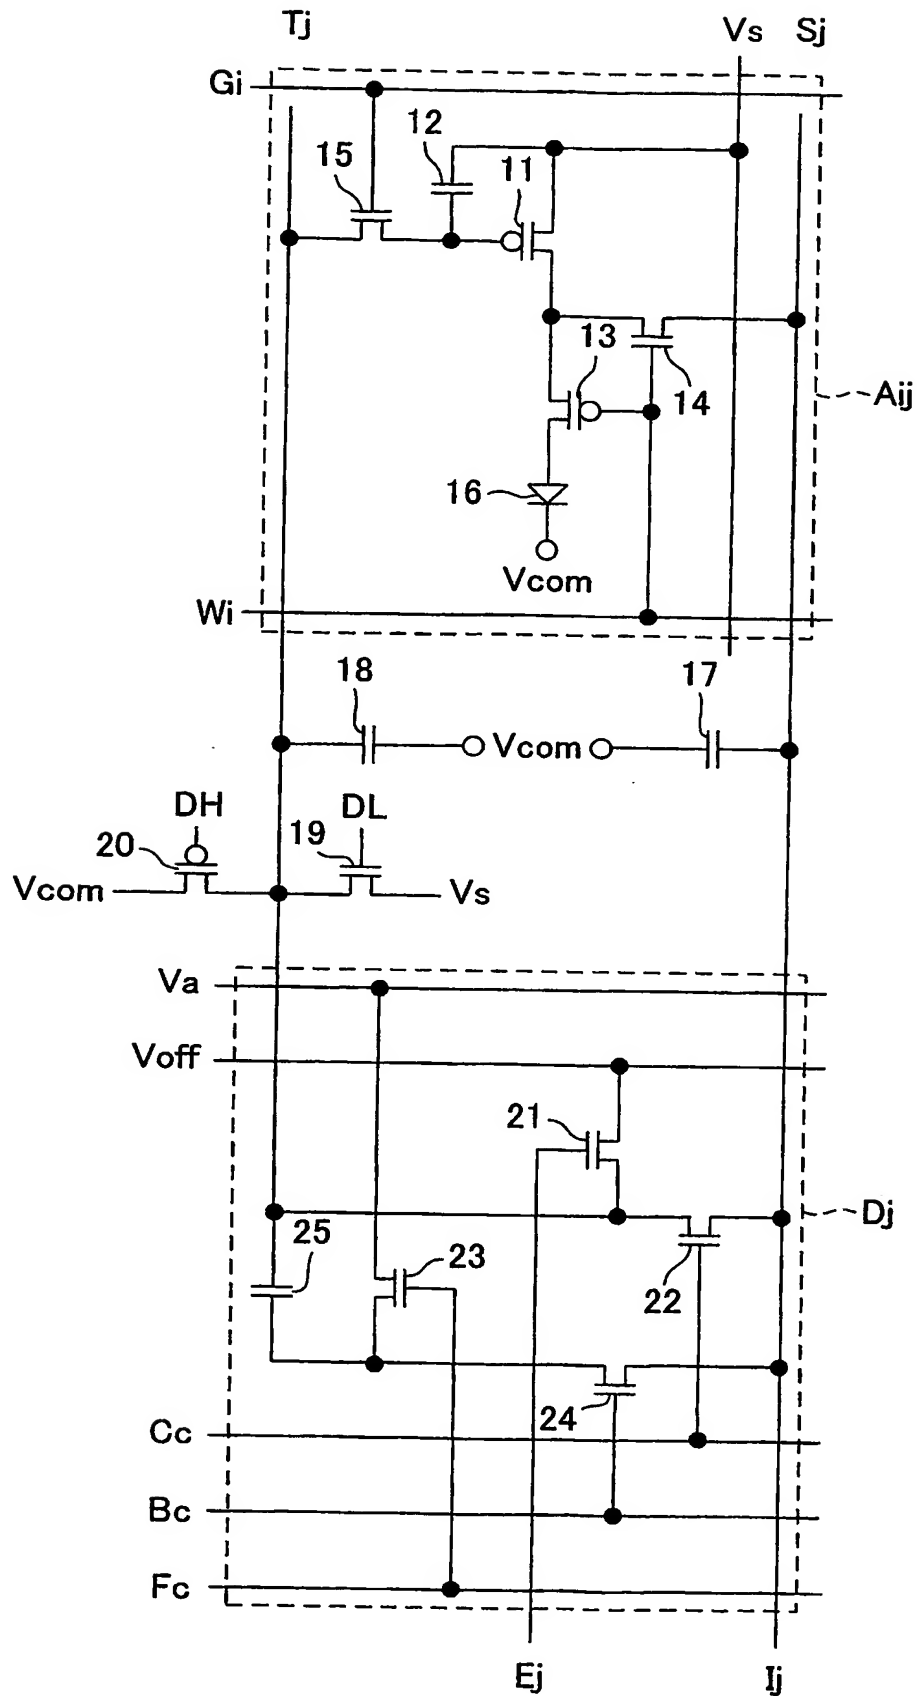 Tj
Vs
Sj
Gi
12
15
11
13
14
Aij
16
Vcom
Wi
18
17
Vcom
DH
DL
20
19
Vcom
Vs
Va
Voff
21
Dj
25
23
22
24
Cc
Bc
Fc
Ej
Ij